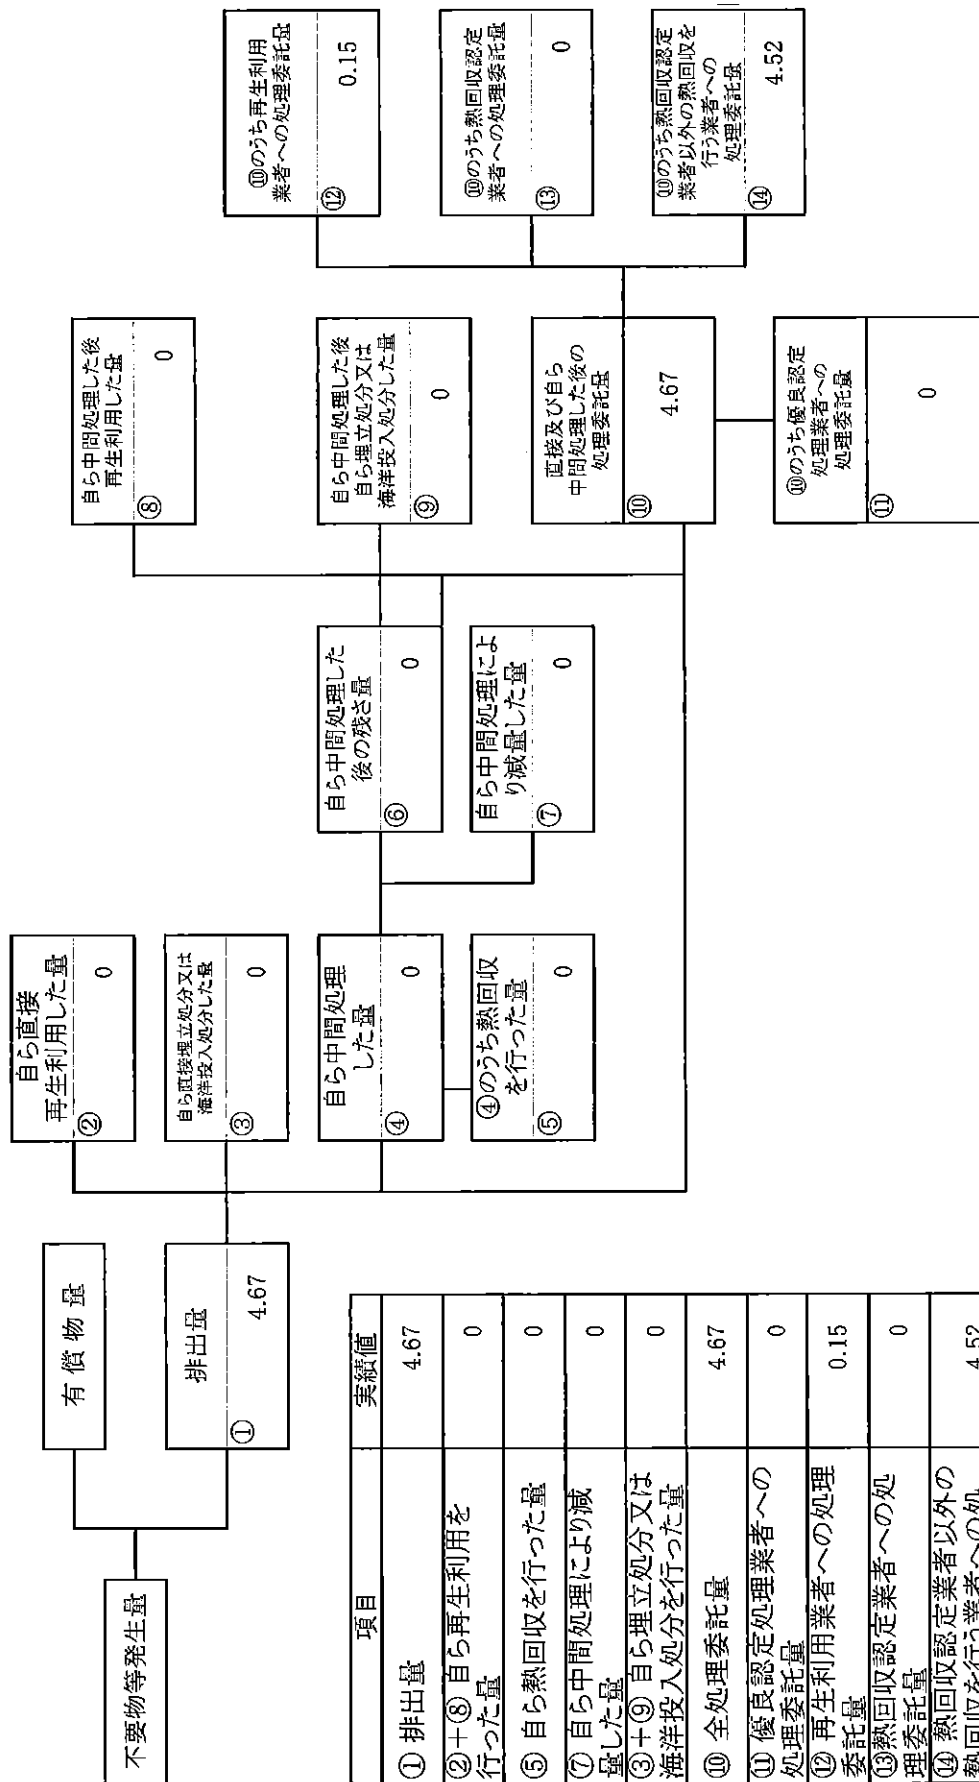 不要物等発生量
有償物量
排出量
① 4.67
自ら直接
再生利用した量
② 0
自ら直接埋立処分又は
海洋投入処分した量
③ 0
自ら中間処理
した量
④ 0
④のうち熱回収
を行った量
⑤ 0
自ら中間処理した
後の残さ量
⑥ 0
自ら中間処理によ
り減量した量
⑦ 0
自ら中間処理した後
再生利用した量
⑧ 0
自ら中間処理した後
自ら埋立処分又は
海洋投入処分した量
⑨ 0
直接及び自ら
中間処理した後の
処理委託量
⑩ 4.67
⑩のうち優良認定
処理業者への
処理委託量
⑪ 0
⑩のうち再生利用
業者への処理委託量
⑫ 0.15
⑩のうち熱回収認定
業者への処理委託量
⑬ 0
⑩のうち熱回収認定
業者以外の熱回収を
行う業者への
処理委託量
⑭ 4.52
項目 実績値
① 排出量 4.67
②+⑧ 自ら再生利用を
行った量 0
⑤ 自ら熱回収を行った量 0
⑦ 自ら中間処理により減
量した量 0
③+⑨ 自ら埋立処分又は
海洋投入処分を行った量 0
⑩ 全処理委託量 4.67
⑪ 優良認定処理業者への
処理委託量 0
⑫ 再生利用業者への処理
委託量 0.15
⑬熱回収認定業者への処
理委託量 0
⑭ 熱回収認定業者以外の
熱回収を行う業者への処 4.52